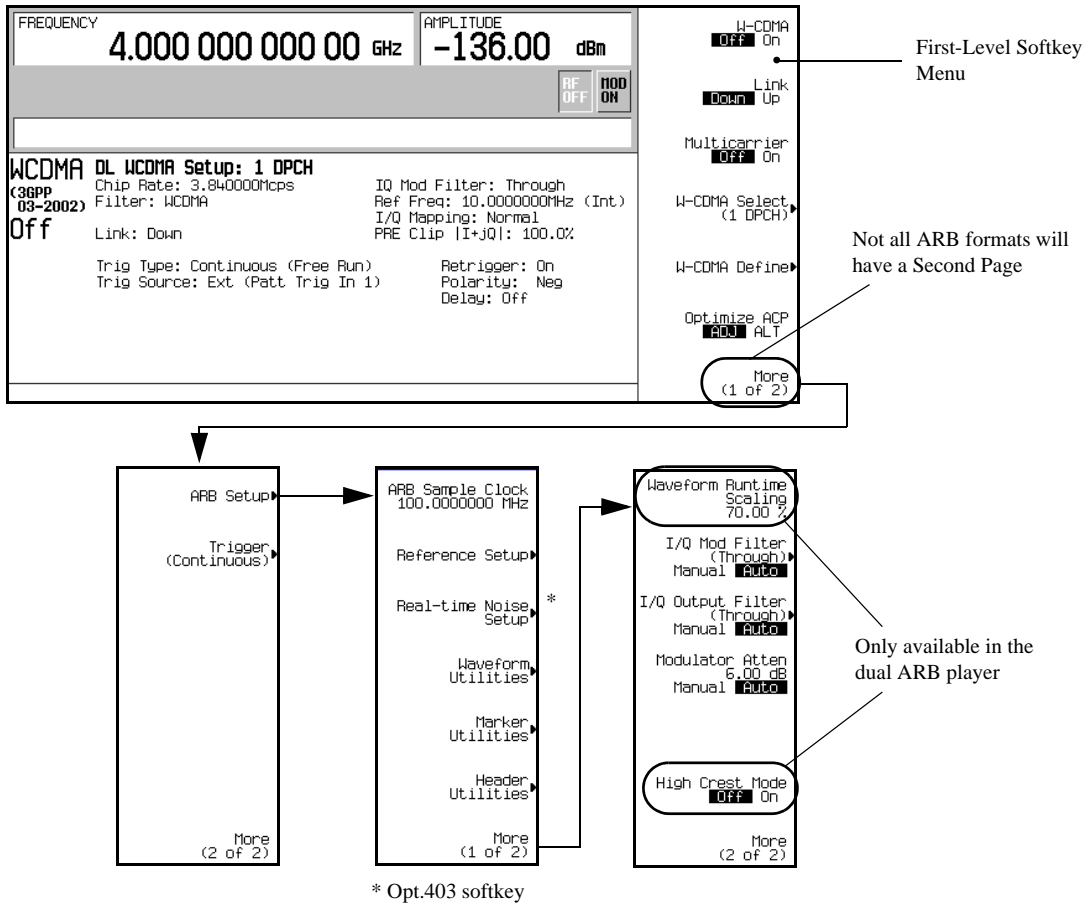 FREQUENCY
4.000 000 000 00 GHz
AMPLITUDE
-136.00 dBm
RF OFF
MOD ON
WCDMA
(3GPP
03-2002)
Off
DL WCDMA Setup: 1 DPCH
Chip Rate: 3.840000Mcps
Filter: WCDMA
Link: Down
IQ Mod Filter: Through
Ref Freq: 10.0000000MHz (Int)
I/Q Mapping: Normal
PRE Clip |I+jQ|: 100.0%
Trig Type: Continuous (Free Run)
Trig Source: Ext (Patt Trig In 1)
Retrigger: On
Polarity: Neg
Delay: Off
W-CDMA
Off On
Link
Down Up
Multicarrier
Off On
W-CDMA Select
(1 DPCH)
W-CDMA Define
Optimize ACP
ADJ ALT
More
(1 of 2)
First-Level Softkey
Menu
Not all ARB formats will
have a Second Page
ARB Setup
Trigger
(Continuous)
More
(2 of 2)
ARB Sample Clock
100.0000000 MHz
Reference Setup
Real-time Noise
Setup
*
Waveform
Utilities
Marker
Utilities
Header
Utilities
More
(1 of 2)
Waveform Runtime
Scaling
70.00 %
I/Q Mod Filter
(Through)
Manual Auto
I/Q Output Filter
(Through)
Manual Auto
Modulator Atten
6.00 dB
Manual Auto
High Crest Mode
Off On
More
(2 of 2)
Only available in the
dual ARB player
* Opt.403 softkey